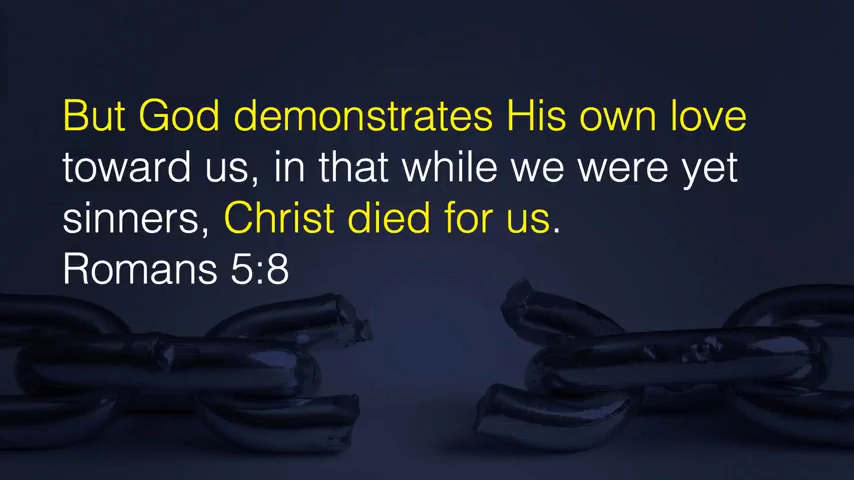 But God demonstrates His own love
toward us, in that while we were yet
sinners, Christ died for us.
Romans 5:8